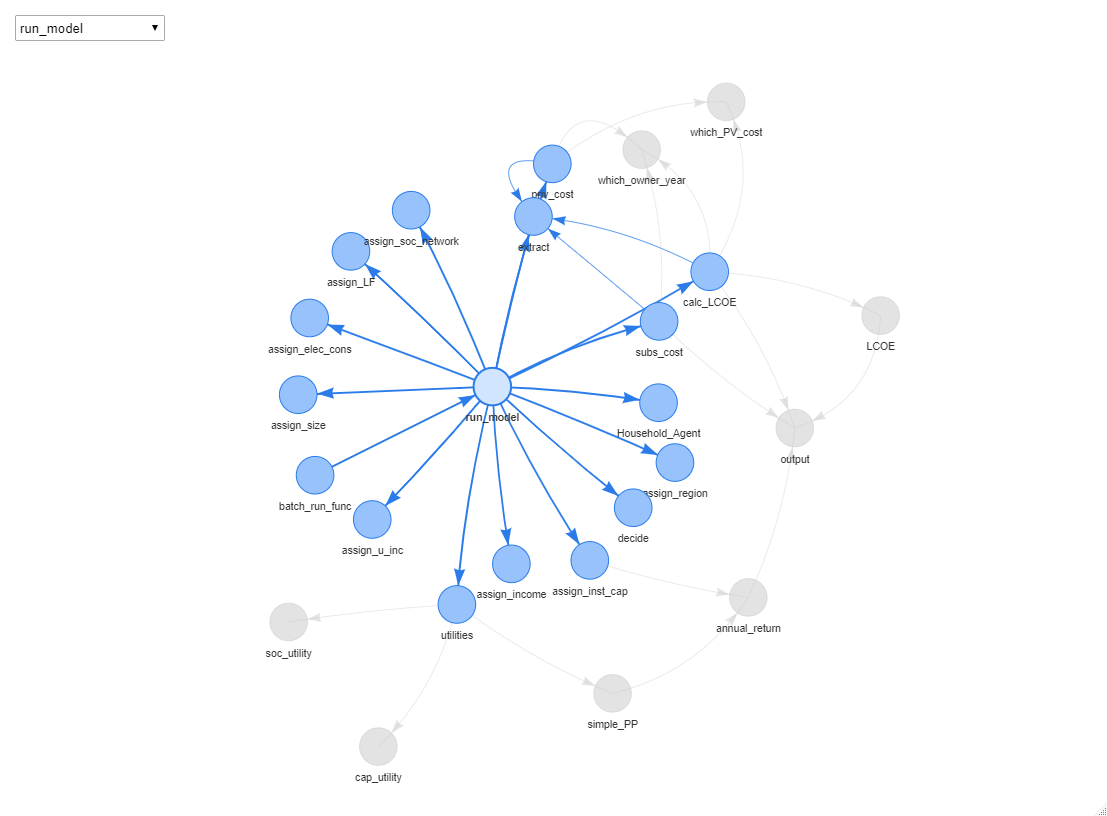 run_model
which_PV_cost
which_owner_year
priv_cost
assign_soc_network
extract
assign_LF
calc_LCOE
LCOE
assign_elec_cons
subs_cost
run_model
assign_size
Household_Agent
output
assign_region
batch_run_func
decide
assign_u_inc
assign_income
assign_inst_cap
annual_return
utilities
soc_utility
simple_PP
cap_utility